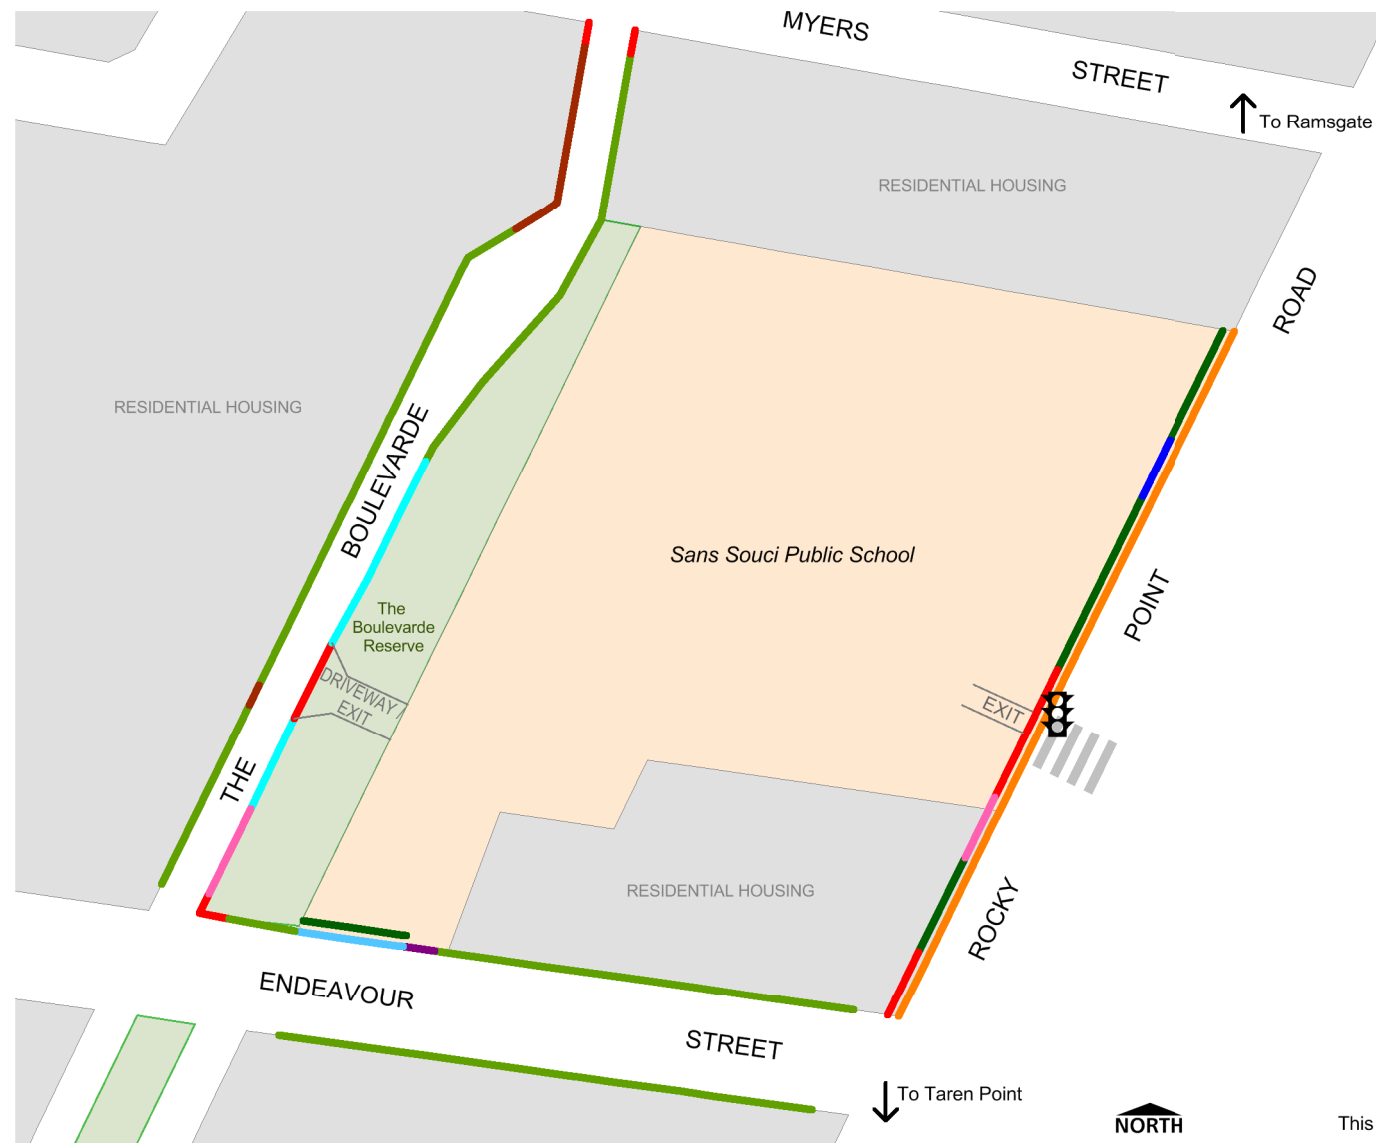 MYERS
STREET
To Ramsgate
RESIDENTIAL HOUSING
ROAD
RESIDENTIAL HOUSING
BOULEVARDE
Sans Souci Public School
POINT
The
Boulevarde
Reserve
DRIVEWAY /
EXIT
EXIT
THE
RESIDENTIAL HOUSING
ROCKY
ENDEAVOUR
STREET
To Taren Point
NORTH
This